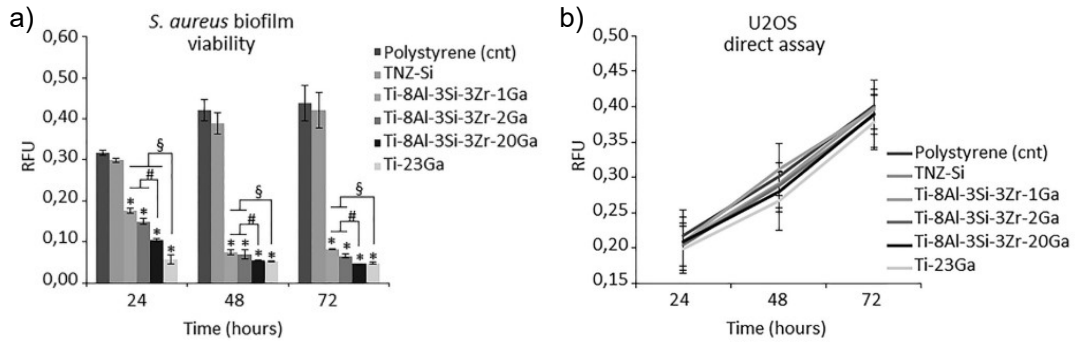 a)
S. aureus biofilm
viability
0,60
0,50
0,40
0,30
0,20
0,10
0,00
RFU
Polystyrene (cnt)
TNZ-Si
Ti-8Al-3Si-3Zr-1Ga
Ti-8Al-3Si-3Zr-2Ga
Ti-8Al-3Si-3Zr-20Ga
Ti-23Ga
§
#
*
*
*
*
§
#
*
*
*
*
§
#
*
*
*
*
24
48
72
Time (hours)
b)
U2OS
direct assay
0,50
0,45
0,40
0,35
0,30
0,25
0,20
0,15
RFU
Polystyrene (cnt)
TNZ-Si
Ti-8Al-3Si-3Zr-1Ga
Ti-8Al-3Si-3Zr-2Ga
Ti-8Al-3Si-3Zr-20Ga
Ti-23Ga
24
48
72
Time (hours)